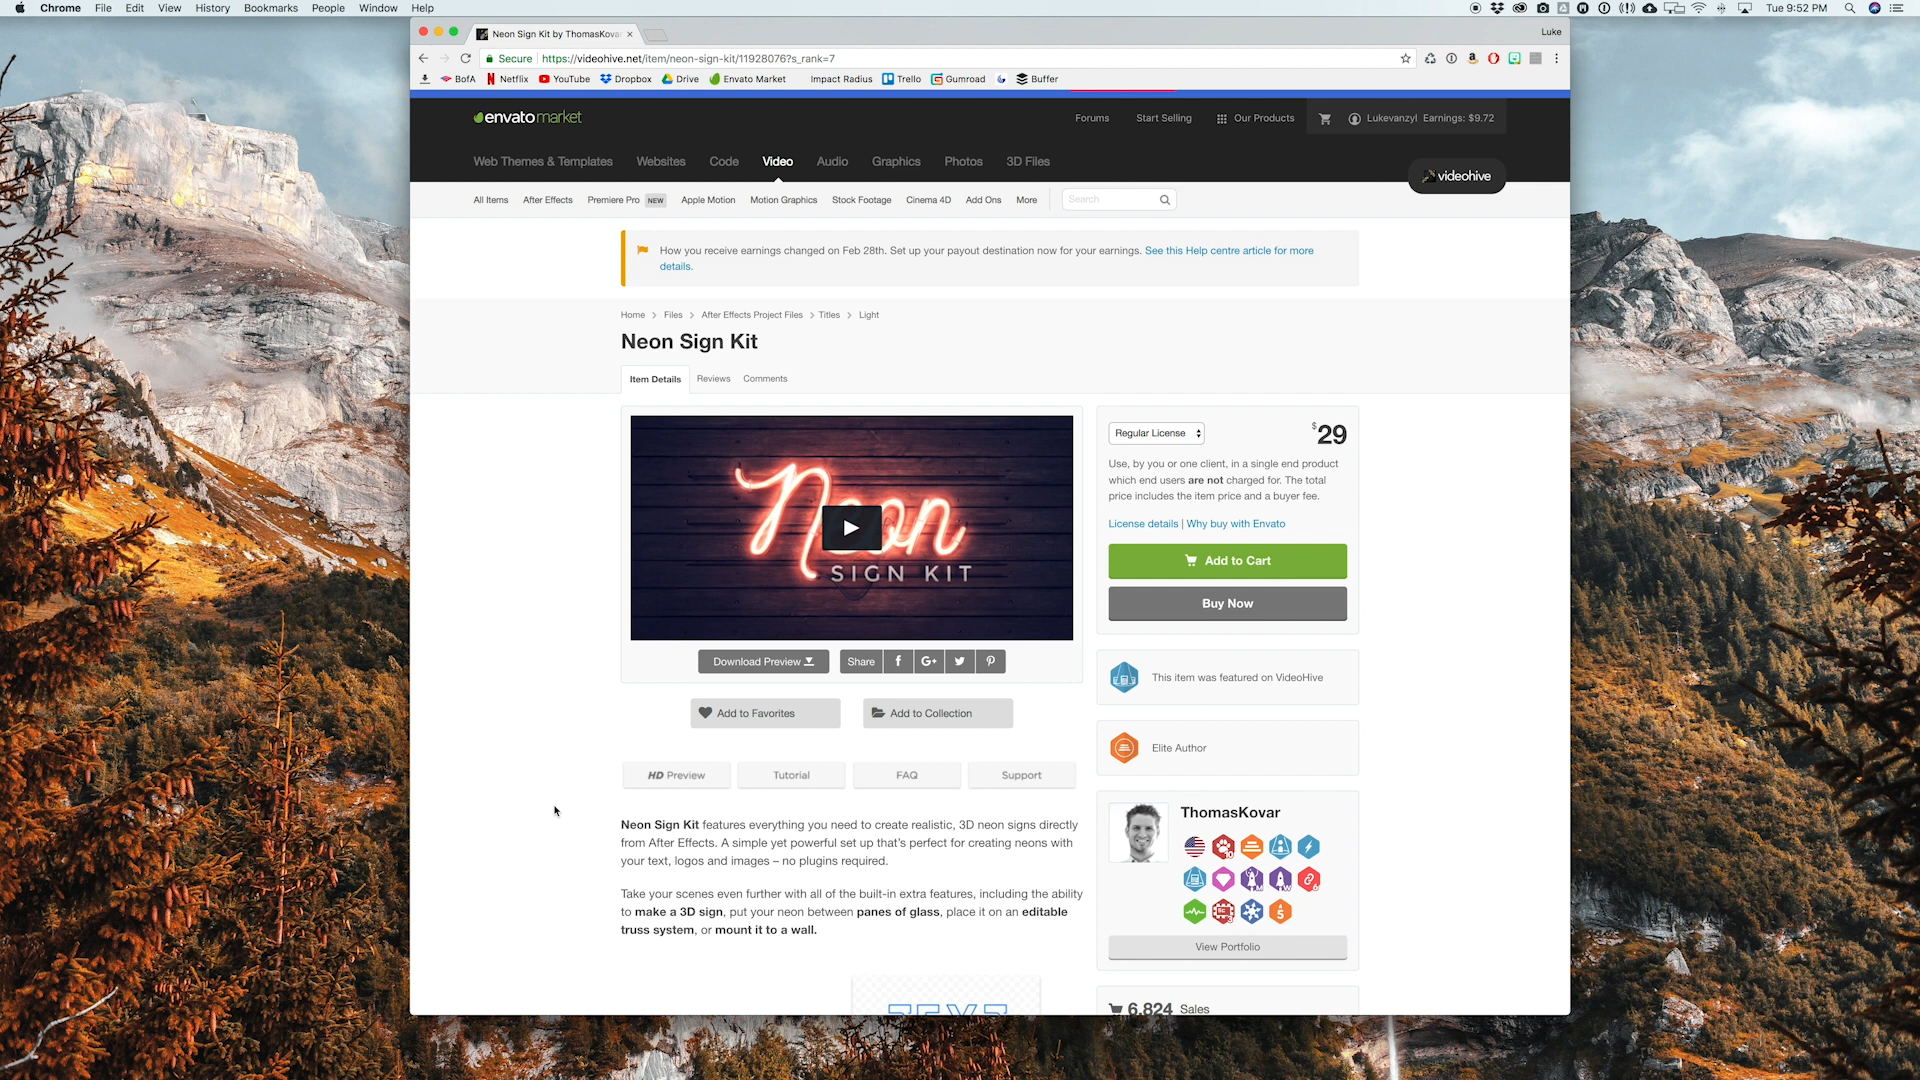 Chrome File Edit View History Bookmarks People Window Help Tue 9:52 PM
Neon Sign Kit by ThomasKovar Luke
Secure https://videohive.net/item/neon-sign-kit/11928076?s_rank=7
BofA Netflix YouTube Dropbox Drive Envato Market Impact Radius Trello Gumroad Buffer
envatomarket Forums Start Selling Our Products Lukevanzyl Earnings: $9.72
Web Themes & Templates Websites Code Video Audio Graphics Photos 3D Files
videohive
All Items After Effects Premiere Pro NEW Apple Motion Motion Graphics Stock Footage Cinema 4D Add Ons More Search
How you receive earnings changed on Feb 28th. Set up your payout destination now for your earnings. See this Help centre article for more
details.
Home Files After Effects Project Files Titles Light
Neon Sign Kit
Item Details Reviews Comments
Neon
SIGN KIT
Download Preview Share f G+
Add to Favorites Add to Collection
HD Preview Tutorial FAQ Support
Neon Sign Kit features everything you need to create realistic, 3D neon signs directly
from After Effects. A simple yet powerful set up that's perfect for creating neons with
your text, logos and images – no plugins required.
Take your scenes even further with all of the built-in extra features, including the ability
to make a 3D sign, put your neon between panes of glass, place it on an editable
truss system, or mount it to a wall.
Regular License $29
Use, by you or one client, in a single end product
which end users are not charged for. The total
price includes the item price and a buyer fee.
License details | Why buy with Envato
Add to Cart
Buy Now
This item was featured on VideoHive
Elite Author
ThomasKovar
5
View Portfolio
6,824 Sales